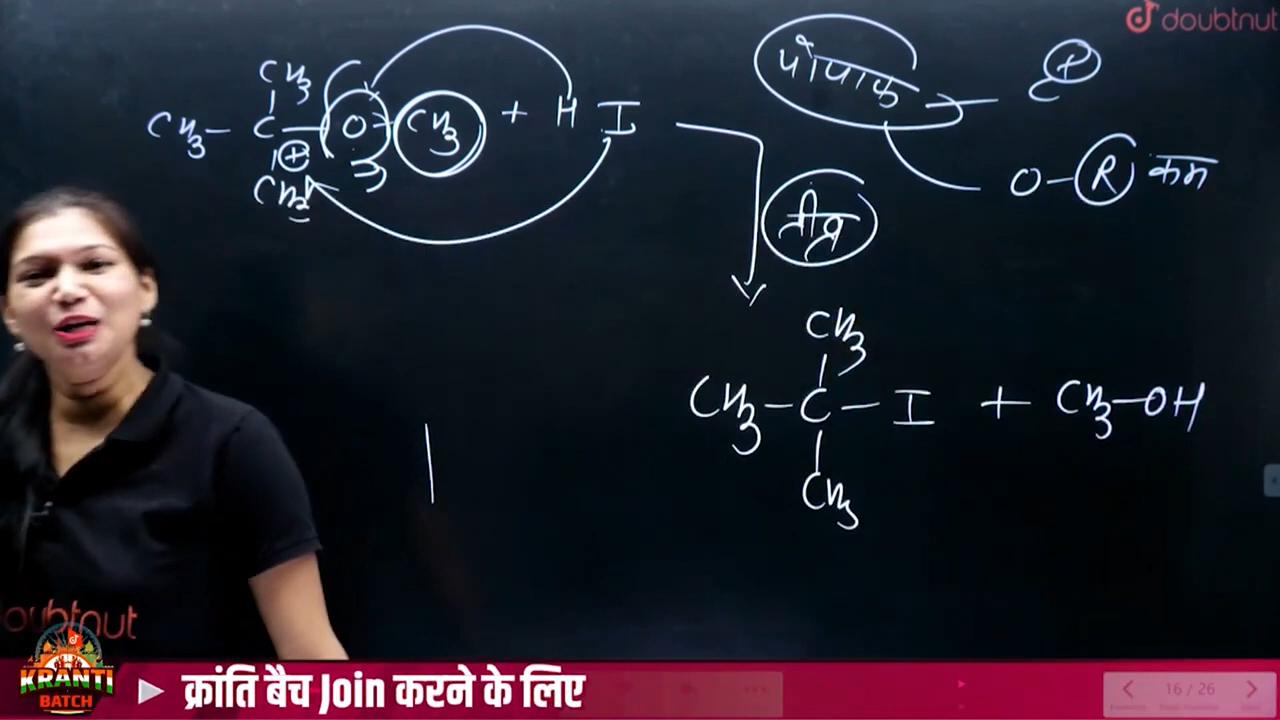 doubtnut
CH3
CH3 - C - O - CH3 + H I
CH3
⊕
C⊕
O - R कम
तीव्र
CH3
CH3 - C - I + CH3 - OH
CH3
doubtnut
KRANTI
BATCH
क्रांति बैच Join करने के लिए
16 / 26